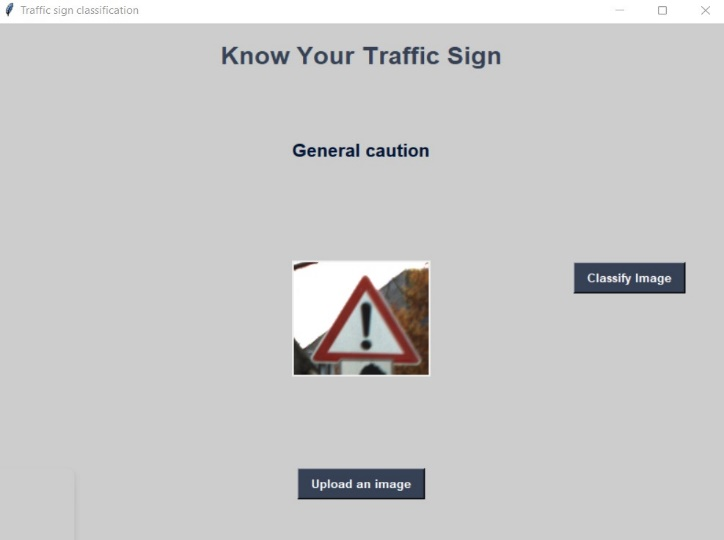 Traffic sign classification
Know Your Traffic Sign
General caution
Classify Image
Upload an image